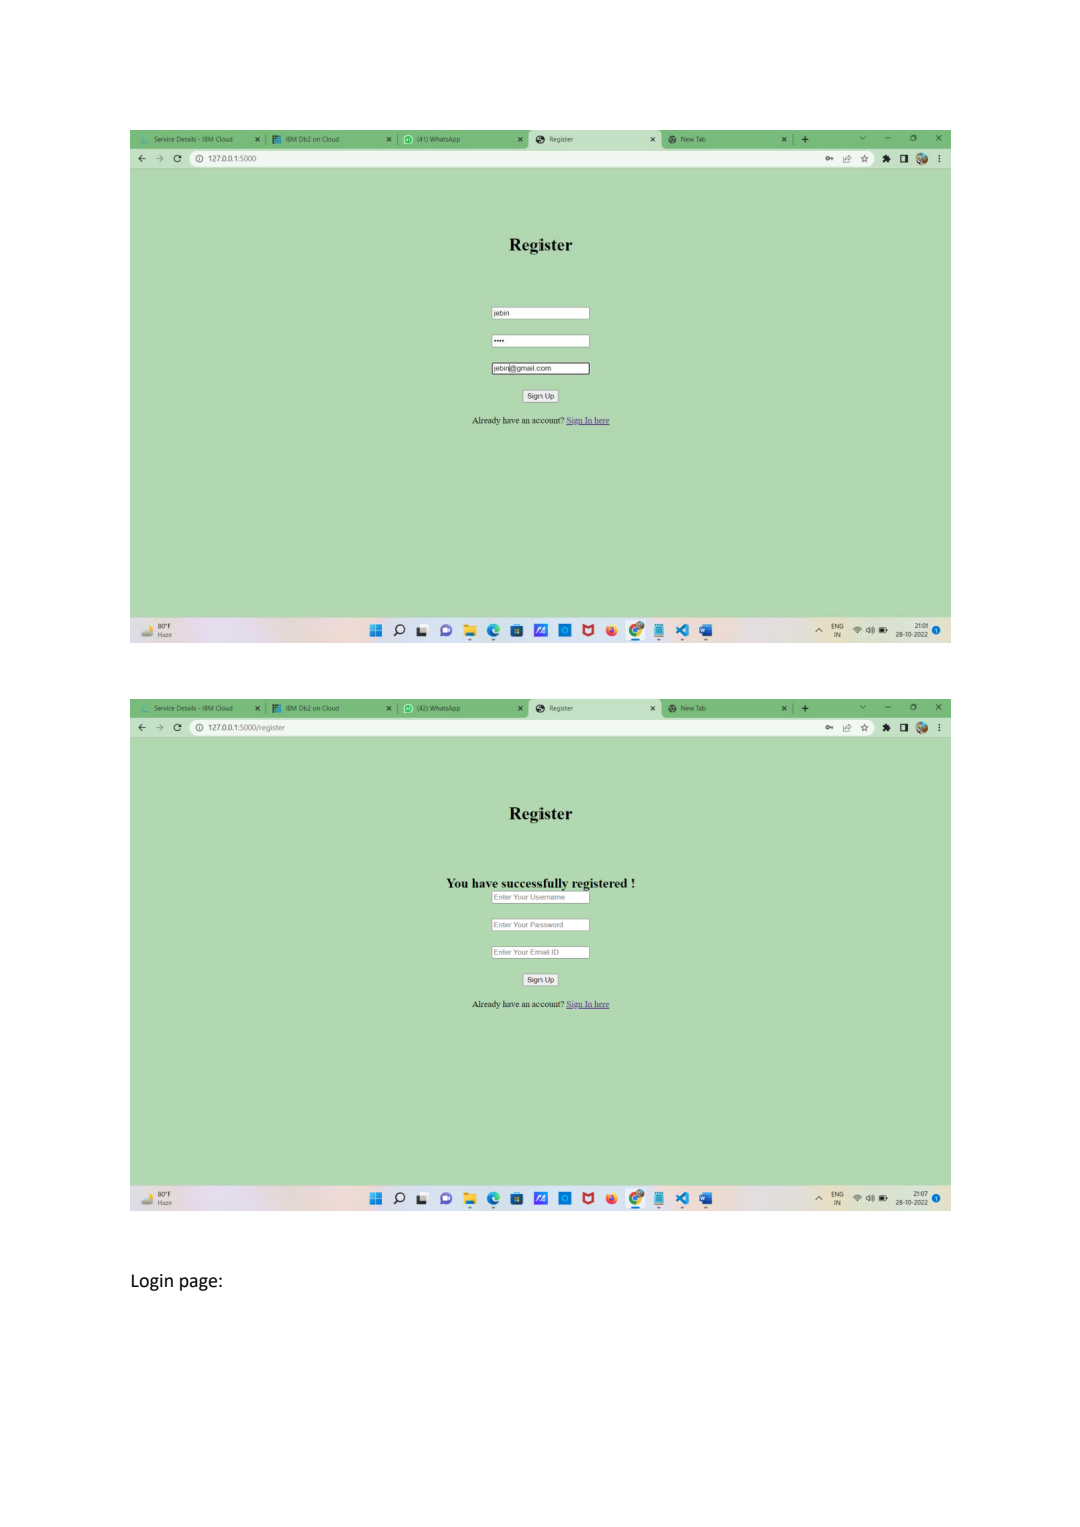 Service Details - IBM Cloud
IBM Db2 on Cloud
(41) WhatsApp
Register
New Tab
127.0.0.1:5000
Register
jebin
••••
jebin@gmail.com
Sign Up
Already have an account? Sign In here
80°F
Haze
ENG
IN
21:01
28-10-2022
1
Service Details - IBM Cloud
IBM Db2 on Cloud
(42) WhatsApp
Register
New Tab
127.0.0.1:5000/register
Register
You have successfully registered !
Enter Your Username
Enter Your Password
Enter Your Email ID
Sign Up
Already have an account? Sign In here
80°F
Haze
ENG
IN
21:07
28-10-2022
1
Login page: